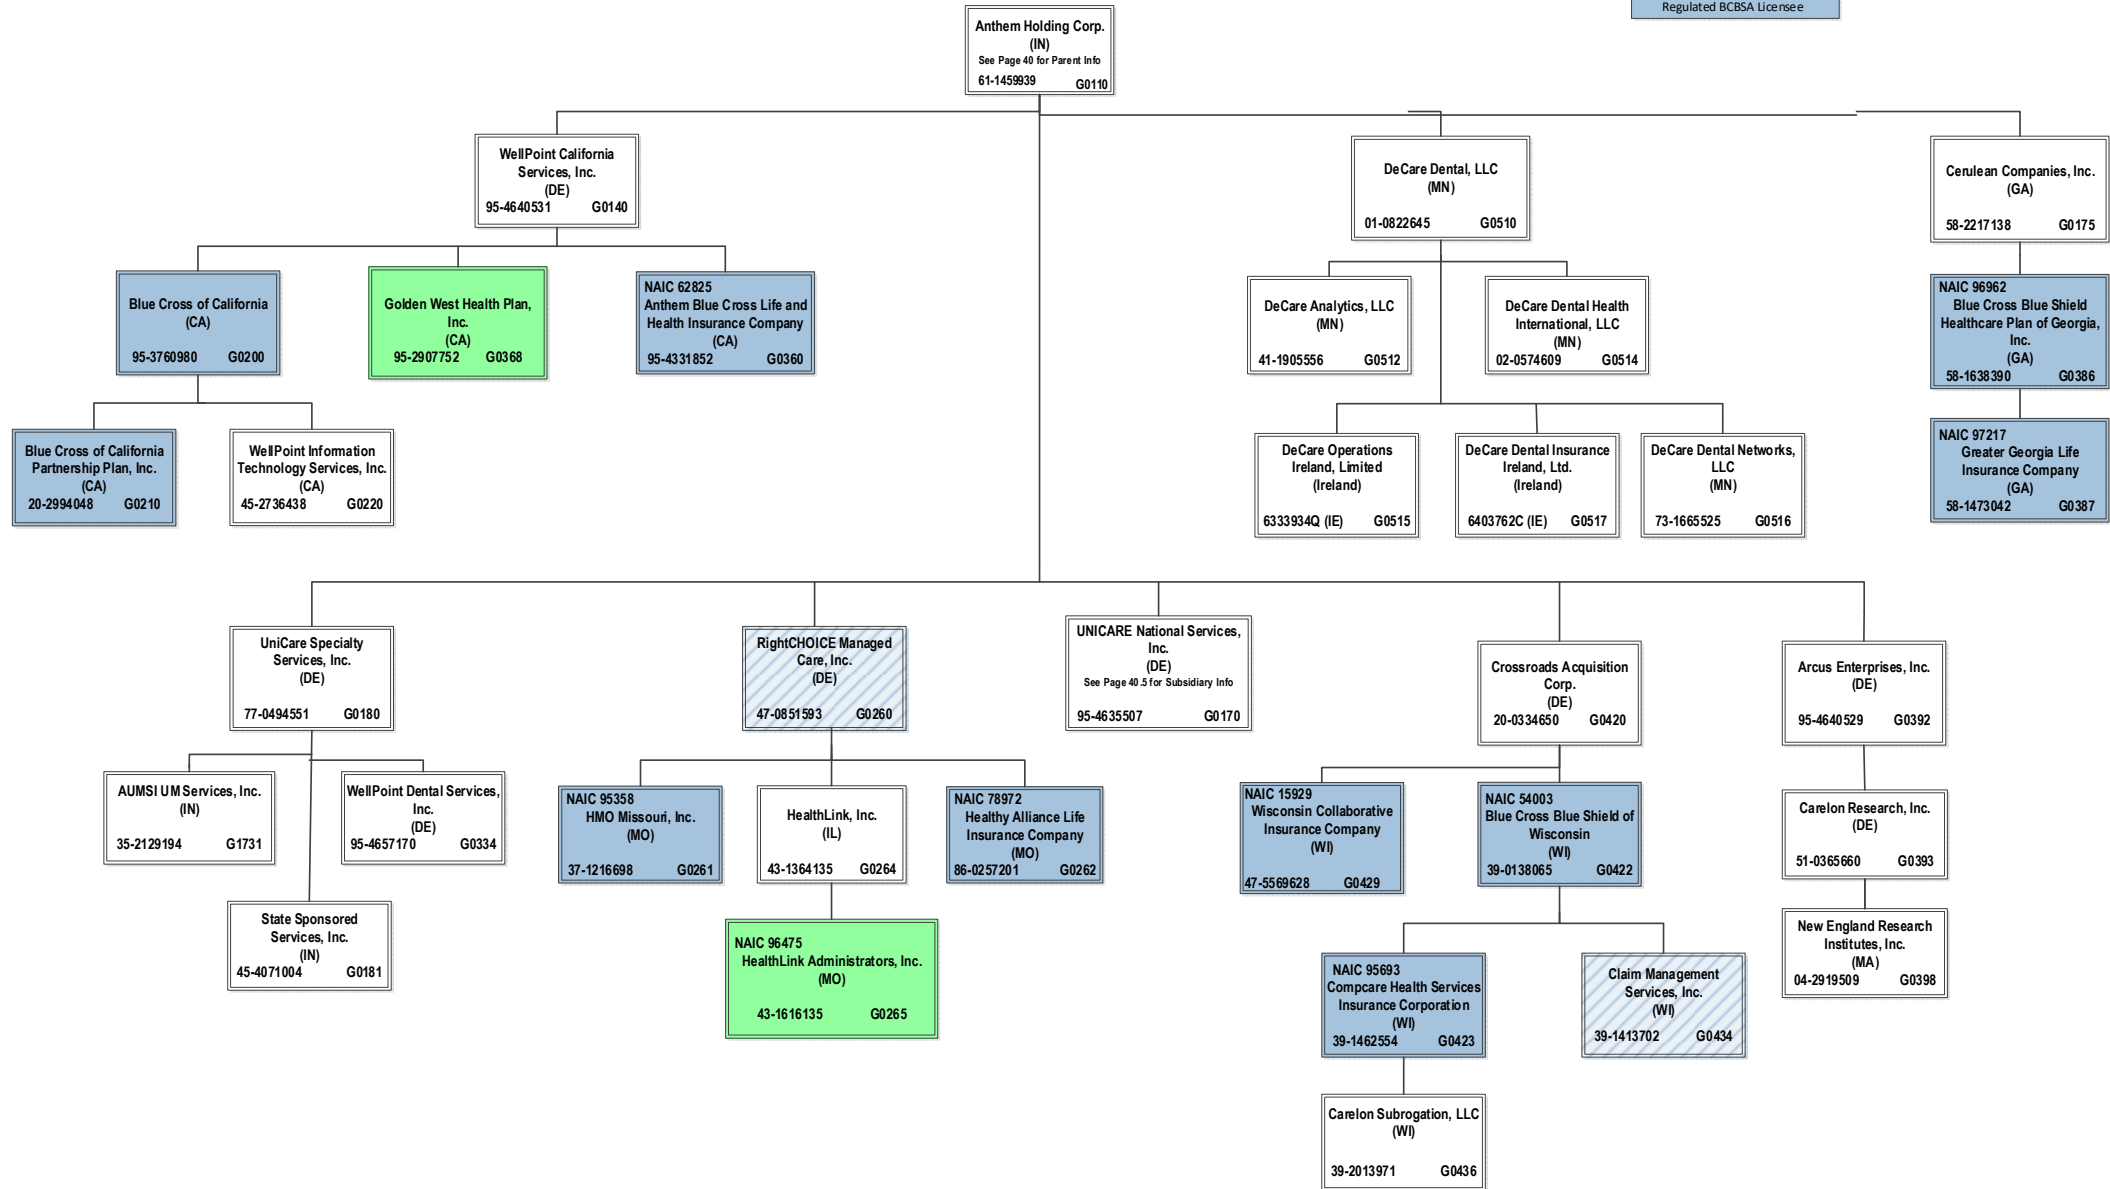 Regulated BCBSA Licensee
Anthem Holding Corp.
(IN)
See Page 40 for Parent Info
61-1459939 G0110
WellPoint California
Services, Inc.
(DE)
95-4640531 G0140
DeCare Dental, LLC
(MN)
01-0822645 G0510
Cerulean Companies, Inc.
(GA)
58-2217138 G0175
Blue Cross of California
(CA)
95-3760980 G0200
Golden West Health Plan,
Inc.
(CA)
95-2907752 G0368
NAIC 62825
Anthem Blue Cross Life and
Health Insurance Company
(CA)
95-4331852 G0360
DeCare Analytics, LLC
(MN)
41-1905556 G0512
DeCare Dental Health
International, LLC
(MN)
02-0574609 G0514
NAIC 96962
Blue Cross Blue Shield
Healthcare Plan of Georgia,
Inc.
(GA)
58-1638390 G0386
Blue Cross of California
Partnership Plan, Inc.
(CA)
20-2994048 G0210
WellPoint Information
Technology Services, Inc.
(CA)
45-2736438 G0220
DeCare Operations
Ireland, Limited
(Ireland)
6333934Q (IE) G0515
DeCare Dental Insurance
Ireland, Ltd.
(Ireland)
6403762C (IE) G0517
DeCare Dental Networks,
LLC
(MN)
73-1665525 G0516
NAIC 97217
Greater Georgia Life
Insurance Company
(GA)
58-1473042 G0387
UniCare Specialty
Services, Inc.
(DE)
77-0494551 G0180
RightCHOICE Managed
Care, Inc.
(DE)
47-0851593 G0260
UNICARE National Services,
Inc.
(DE)
See Page 40.5 for Subsidiary Info
95-4635507 G0170
Crossroads Acquisition
Corp.
(DE)
20-0334650 G0420
Arcus Enterprises, Inc.
(DE)
95-4640529 G0392
AUMSI UM Services, Inc.
(IN)
35-2129194 G1731
WellPoint Dental Services,
Inc.
(DE)
95-4657170 G0334
NAIC 95358
HMO Missouri, Inc.
(MO)
37-1216698 G0261
HealthLink, Inc.
(IL)
43-1364135 G0264
NAIC 78972
Healthy Alliance Life
Insurance Company
(MO)
86-0257201 G0262
NAIC 15929
Wisconsin Collaborative
Insurance Company
(WI)
47-5569628 G0429
NAIC 54003
Blue Cross Blue Shield of
Wisconsin
(WI)
39-0138065 G0422
Carelon Research, Inc.
(DE)
51-0365660 G0393
State Sponsored
Services, Inc.
(IN)
45-4071004 G0181
NAIC 96475
HealthLink Administrators, Inc.
(MO)
43-1616135 G0265
NAIC 95693
Compcare Health Services
Insurance Corporation
(WI)
39-1462554 G0423
Claim Management
Services, Inc.
(WI)
39-1413702 G0434
New England Research
Institutes, Inc.
(MA)
04-2919509 G0398
Carelon Subrogation, LLC
(WI)
39-2013971 G0436